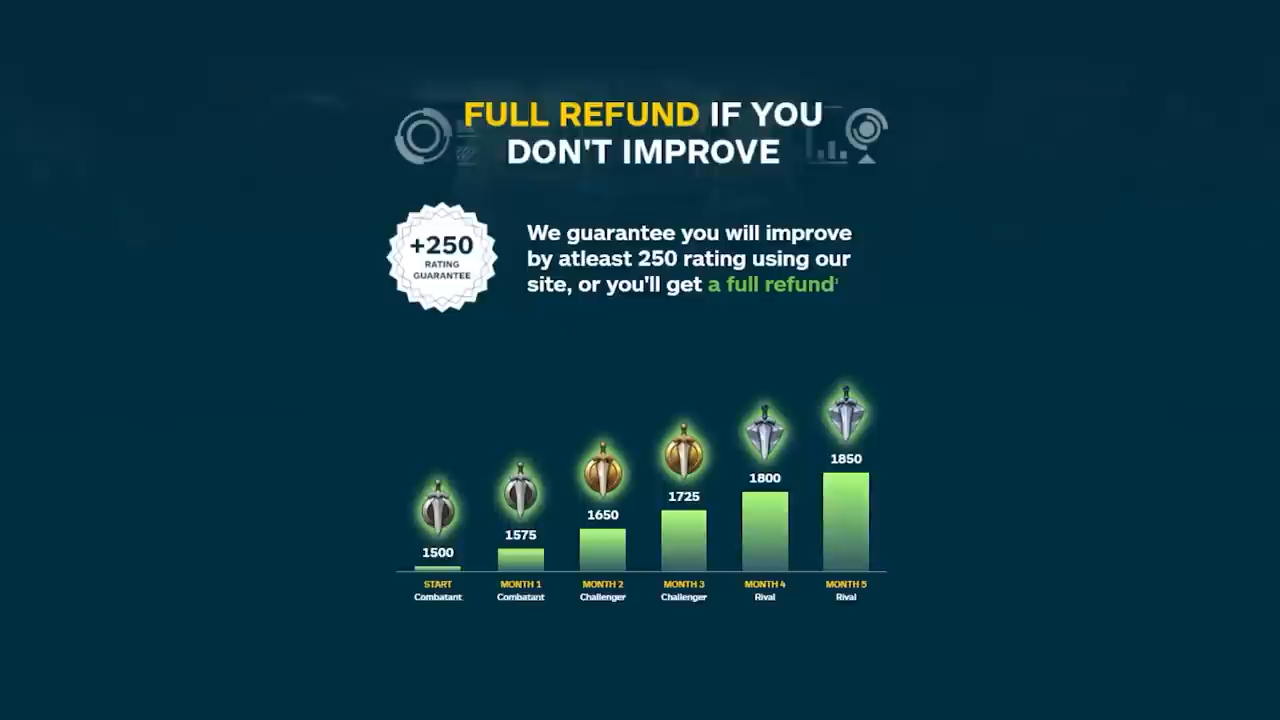 FULL REFUND IF YOU
DON'T IMPROVE
+250
RATING
GUARANTEE
We guarantee you will improve
by atleast 250 rating using our
site, or you'll get a full refund
1500
1575
1650
1725
1800
1850
START
Combatant
MONTH 1
Combatant
MONTH 2
Challenger
MONTH 3
Challenger
MONTH 4
Rival
MONTH 5
Rival